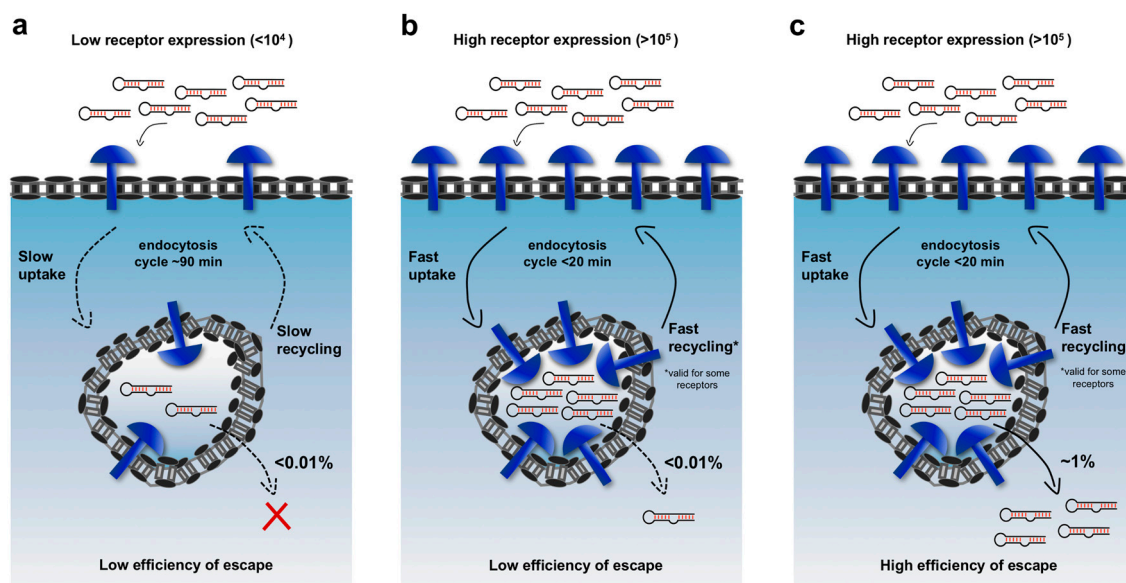 a
Low receptor expression (<10⁴)
Slow
uptake
endocytosis
cycle ~90 min
Slow
recycling
<0.01%
Low efficiency of escape
b
High receptor expression (>10⁵)
Fast
uptake
endocytosis
cycle <20 min
Fast
recycling*
*valid for some
receptors
<0.01%
Low efficiency of escape
c
High receptor expression (>10⁵)
Fast
uptake
endocytosis
cycle <20 min
Fast
recycling*
*valid for some
receptors
~1%
High efficiency of escape